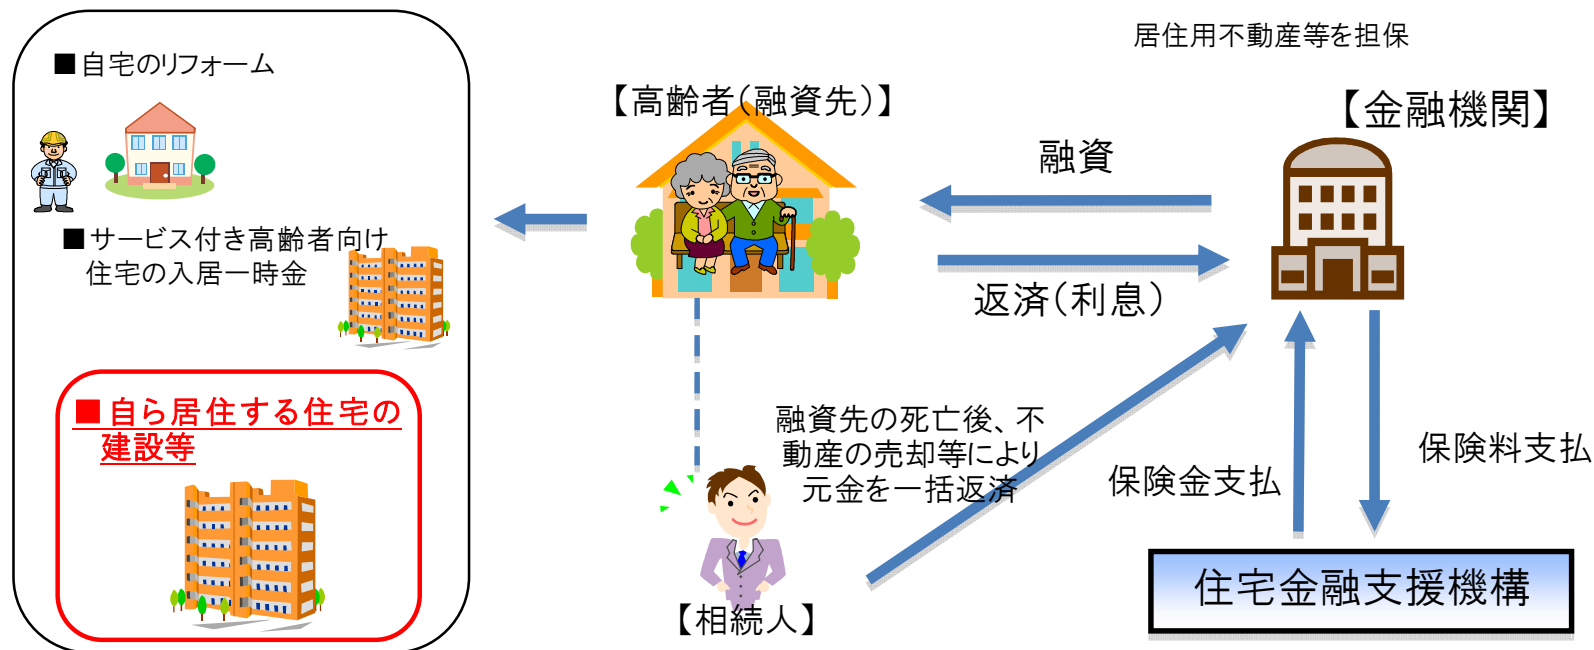 ■自宅のリフォーム
■サービス付き高齢者向け
住宅の入居一時金
■自ら居住する住宅の
建設等
【高齢者(融資先)】
居住用不動産等を担保
【金融機関】
融資
返済(利息)
融資先の死亡後、不
動産の売却等により
元金を一括返済
【相続人】
保険金支払
保険料支払
住宅金融支援機構